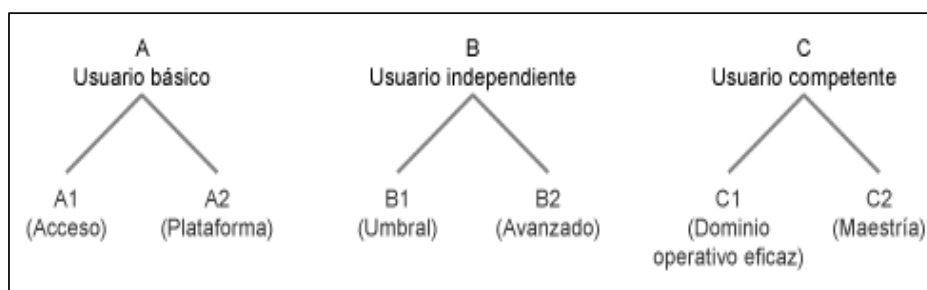 A
Usuario básico
B
Usuario independiente
C
Usuario competente
A1
(Acceso)
A2
(Plataforma)
B1
(Umbral)
B2
(Avanzado)
C1
(Dominio
operativo eficaz)
C2
(Maestría)